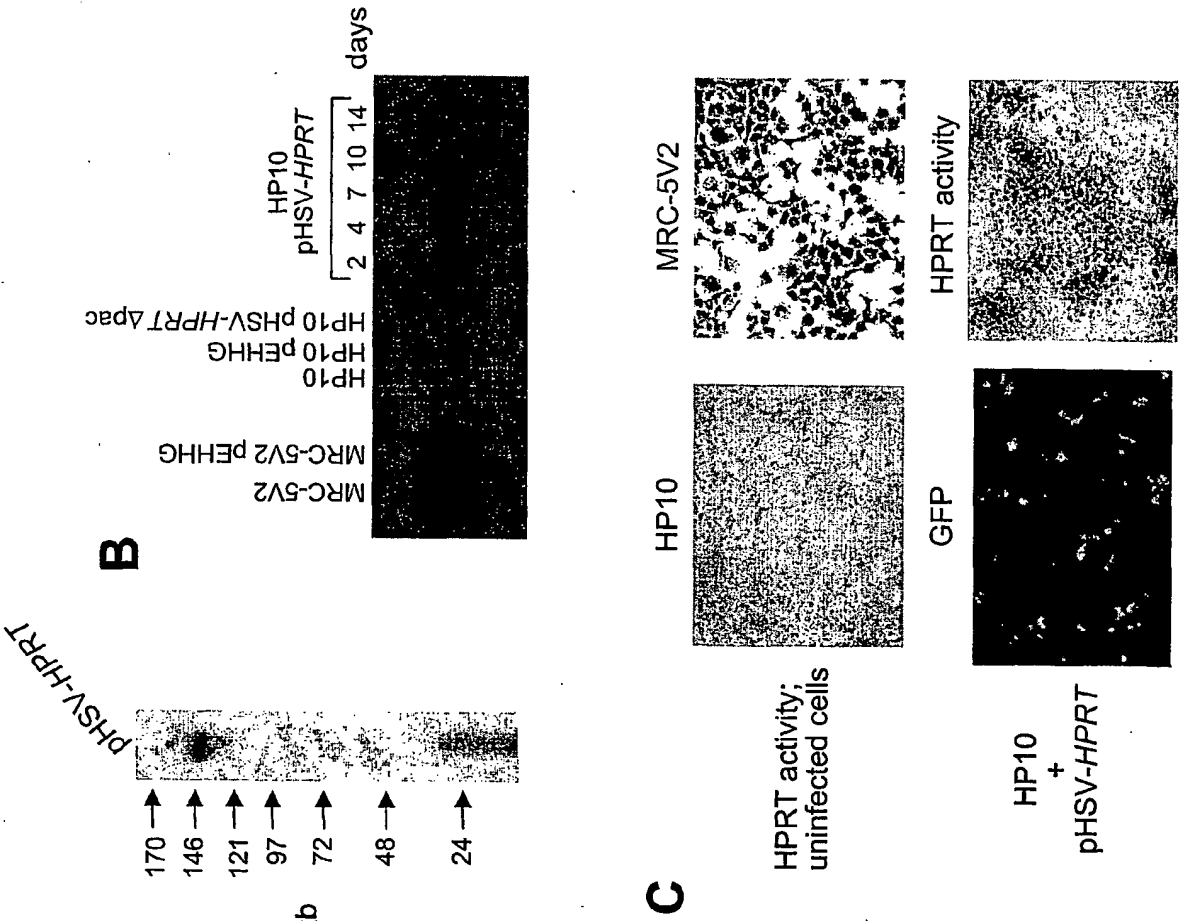 pHSV-HPRT
170
146
121
97
72
48
24
b
B
MRC-5V2
MRC-5V2 pEHHG
HP10
HP10 pEHHG
HP10 pHSV-HPRT Δpac
HP10
pHSV-HPRT
2 4 7 10 14 days
C
HP10 MRC-5V2
HPRT activity;
uninfected cells
GFP HPRT activity
HP10
+
pHSV-HPRT